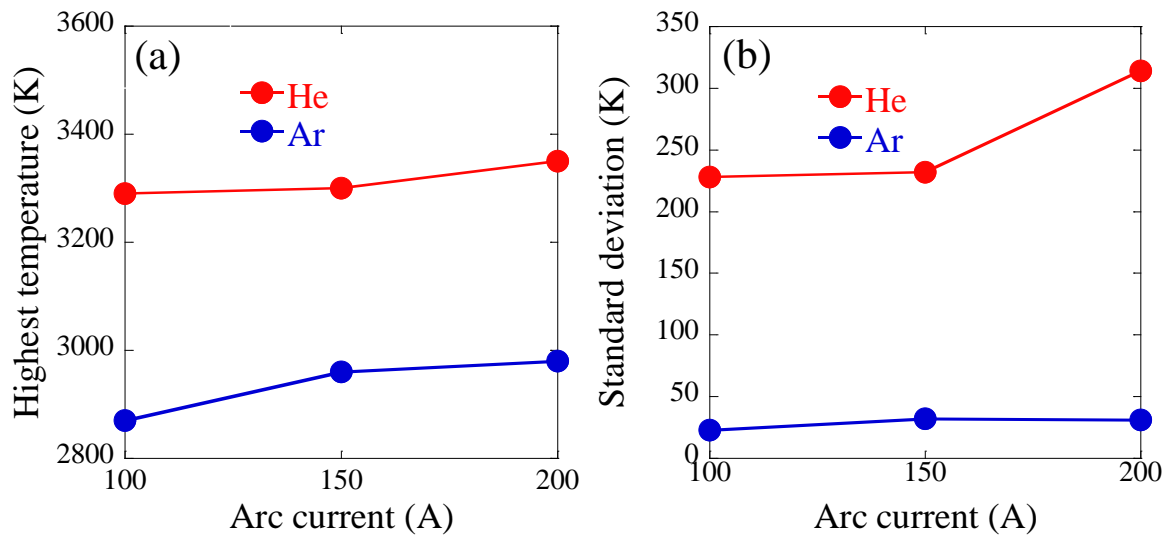 (a)
He
Ar
3600
3400
3200
3000
2800
100
150
200
Highest temperature (K)
Arc current (A)
(b)
He
Ar
350
300
250
200
150
100
50
0
100
150
200
Standard deviation (K)
Arc current (A)